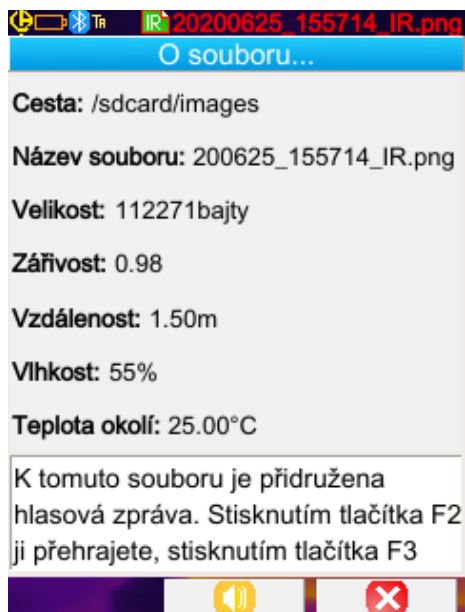 TR IR 20200625_155714_IR.png
O souboru...
Cesta: /sdcard/images
Název souboru: 200625_155714_IR.png
Velikost: 112271bajty
Zářivost: 0.98
Vzdálenost: 1.50m
Vlhkost: 55%
Teplota okolí: 25.00°C
K tomuto souboru je přidružena
hlasová zpráva. Stisknutím tlačítka F2
ji přehrajete, stisknutím tlačítka F3